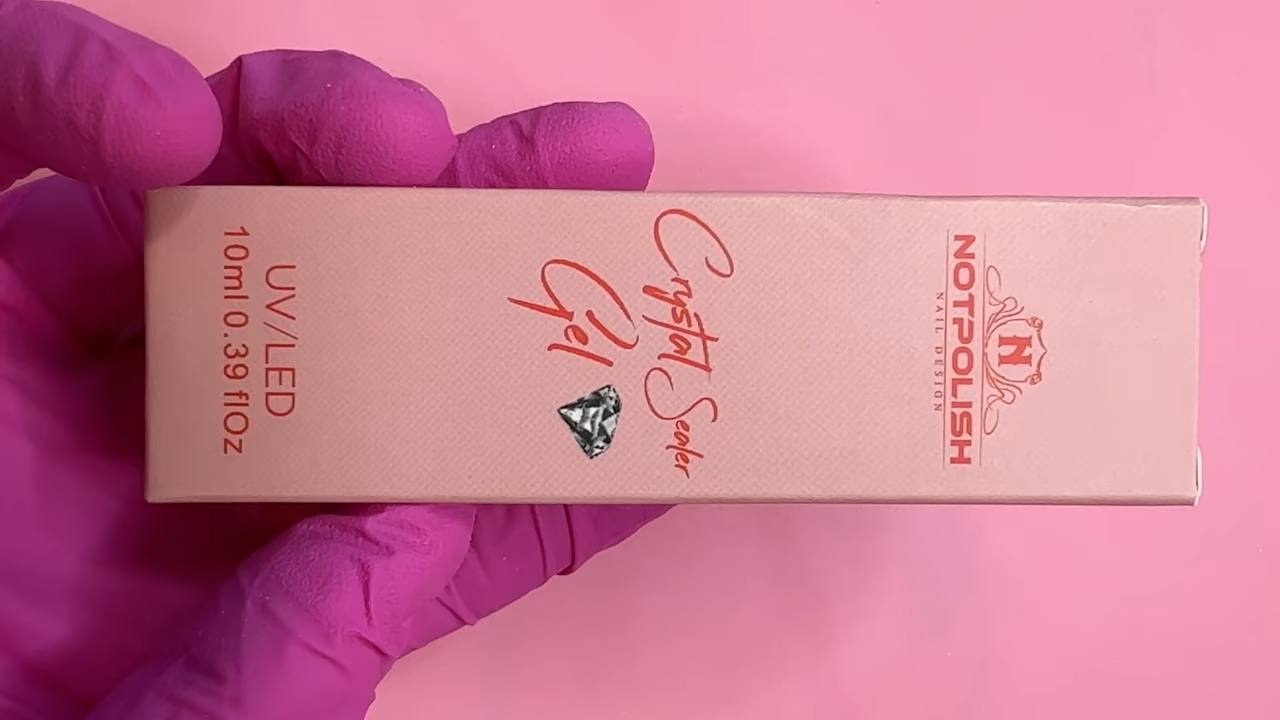 N
NOTPOLISH
NAIL DESIGN
Crystal Sealer
Gel
UV/LED
10ml 0.39 flOz